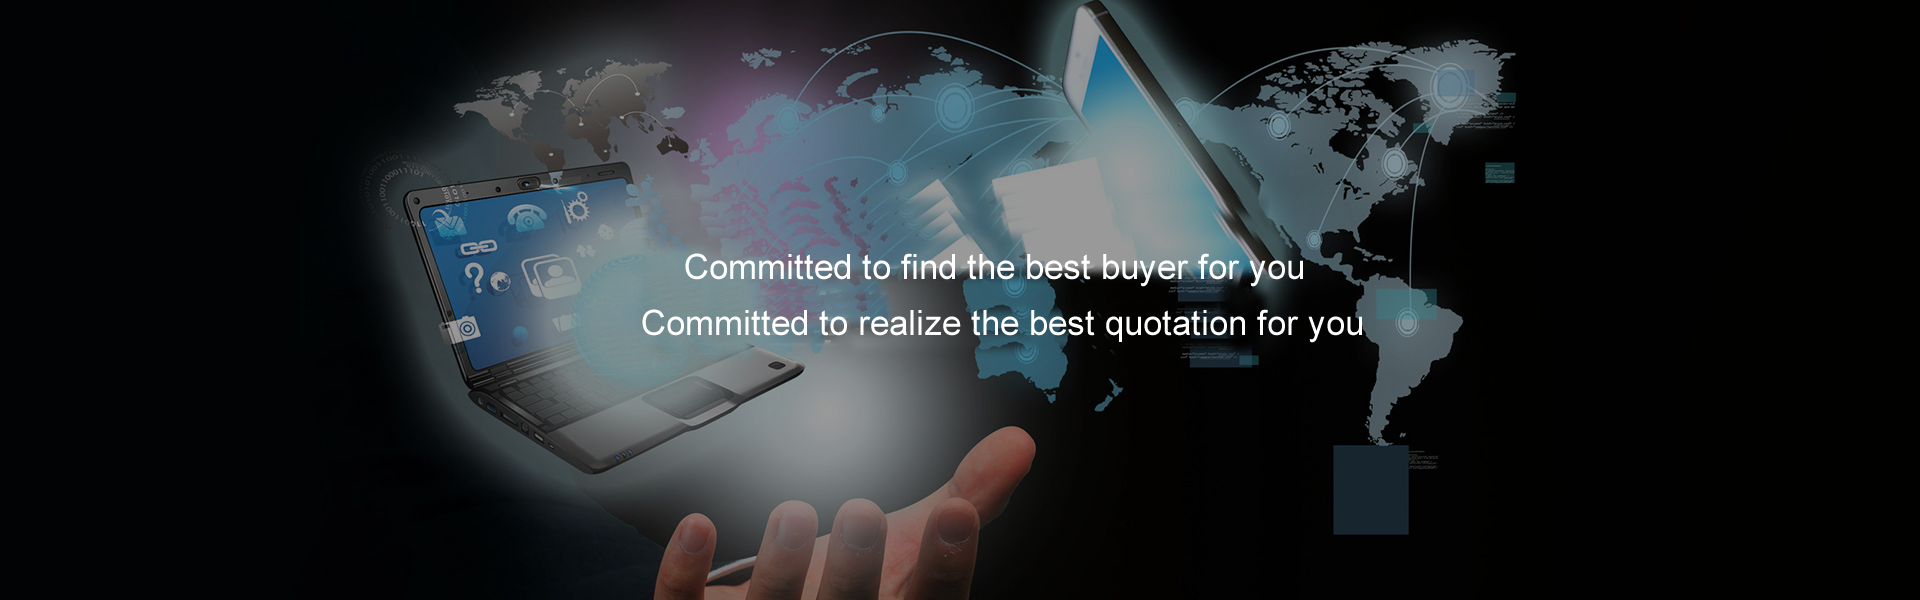 Committed to find the best buyer for you
Committed to realize the best quotation for you